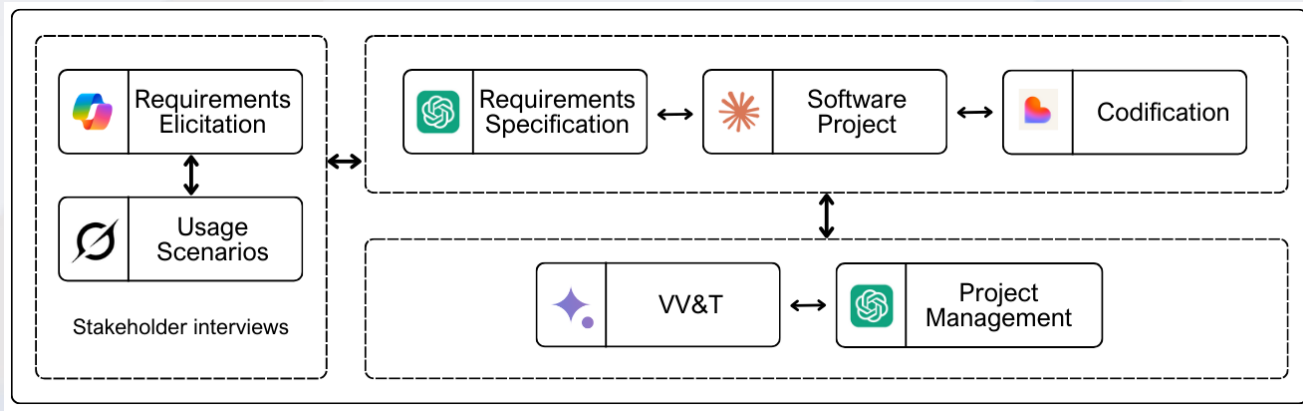 Requirements
Elicitation
Usage
Scenarios
Stakeholder interviews
Requirements
Specification
Software
Project
Codification
VV&T
Project
Management